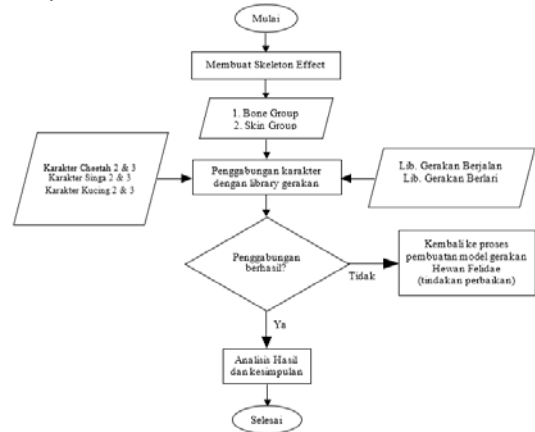 Mulai
Membuat Skeleton Effect
1. Bone Group
2. Skin Group
Karakter Cheetah 2 & 3
Karakter Singa 2 & 3
Karakter Kucing 2 & 3
Penggabungan karakter
dengan library gerakan
Lib. Gerakan Berjalan
Lib. Gerakan Berlari
Penggabungan
berhasil?
Tidak
Kembali ke proses
pembuatan model gerakan
Hewan Felidae
(tindakan perbaikan)
Ya
Analisis Hasil
dan kesimpulan
Selesai